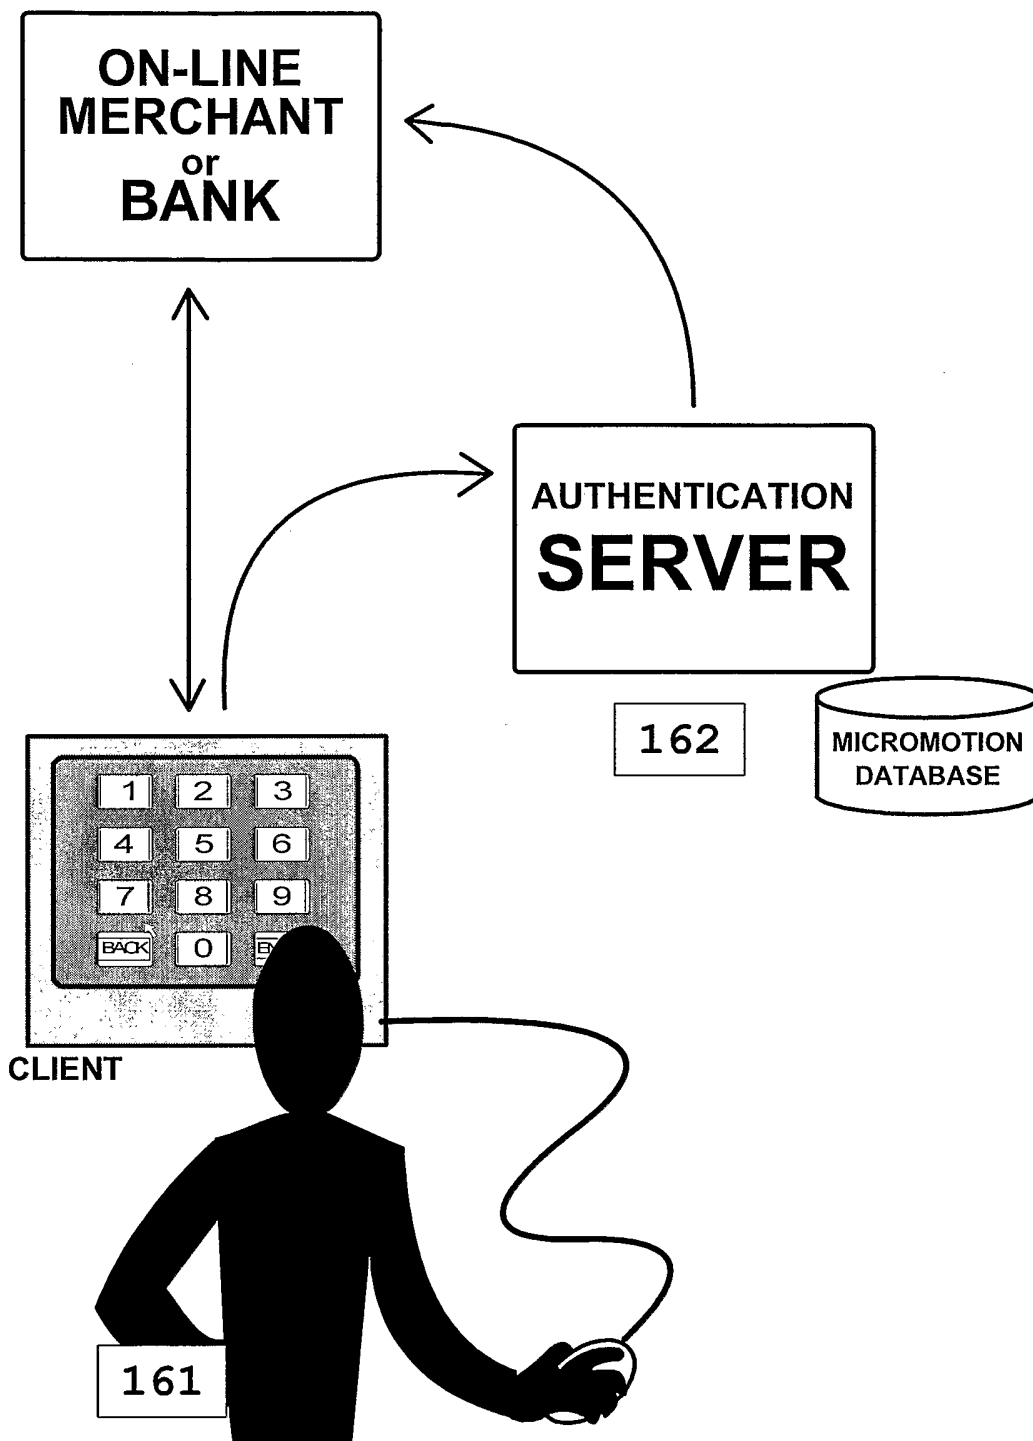 ON-LINE
MERCHANT
or
BANK
AUTHENTICATION
SERVER
162
MICROMOTION
DATABASE
1 2 3
4 5 6
7 8 9
BACK 0
CLIENT
161